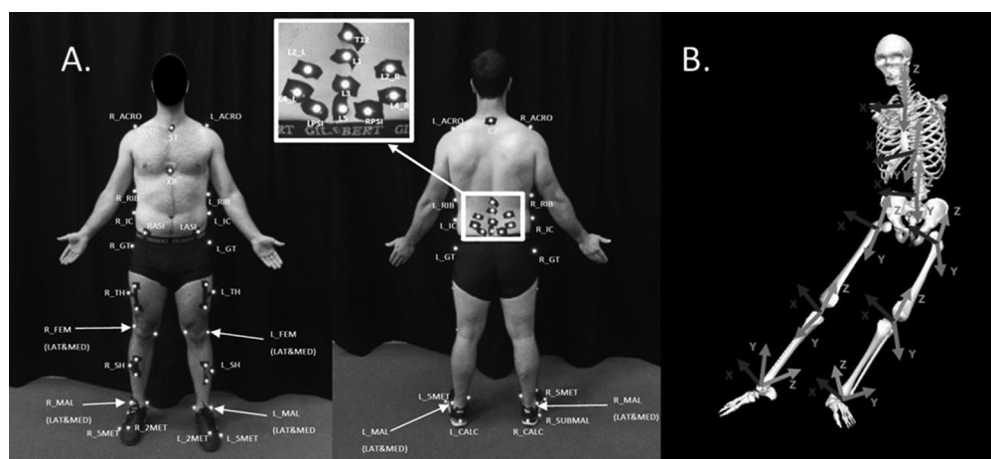 A.
R_ACRO
L_ACRO
ST
XP
R_RIB
L_RIB
R_IC
L_IC
RASI
LASI
R_GT
L_GT
R_TH
L_TH
R_FEM
(LAT&MED)
L_FEM
(LAT&MED)
R_SH
L_SH
R_MAL
(LAT&MED)
L_MAL
(LAT&MED
R_5MET
R_2MET
L_2MET
L_5MET
T12
L2_L
L2_R
L3
L4_L
L4_R
LPSI
L5
RPSI
GILBERT
L_ACRO
R_ACRO
C7
L_RIB
R_RIB
L_IC
R_IC
L_GT
R_GT
L_5MET
R_5MET
L_MAL
(LAT&MED)
R_MAL
(LAT&MED)
R_SUBMAL
L_CALC
R_CALC
B.
Z
X
X
Y
X
Z
X
Y
Y
X
Z
X
Z
Y
Y
X
Y
Z
Z
X
Y